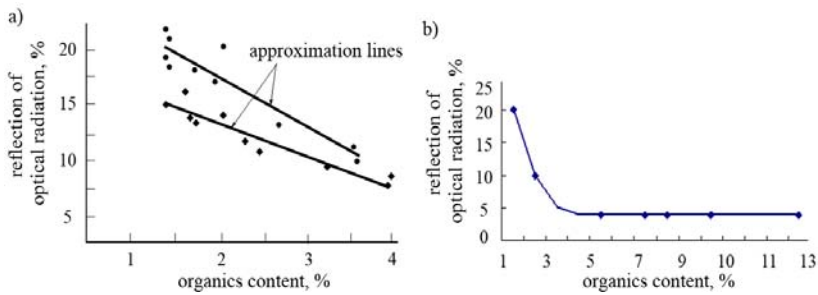 a)
reflection of
optical radiation, %
20
15
10
5
approximation lines
1
2
3
4
organics content, %
b)
reflection of
optical radiation, %
25
20
15
10
5
0
1 3 5 7 9 11 13
organics content, %